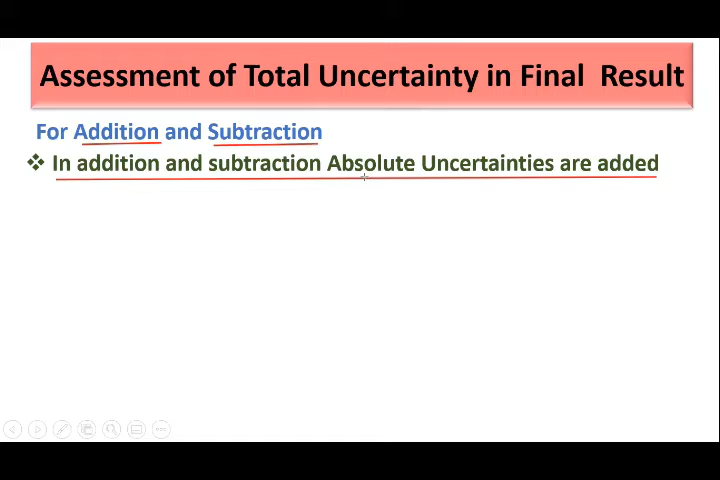 Assessment of Total Uncertainty in Final Result
For Addition and Subtraction
❖ In addition and subtraction Absolute Uncertainties are added